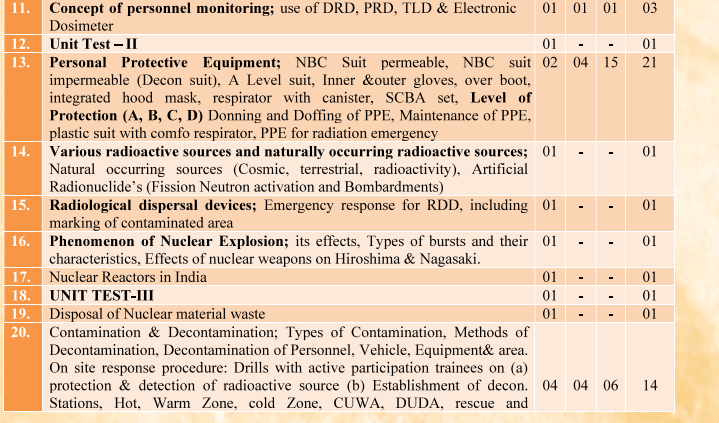 11. Concept of personnel monitoring; use of DRD, PRD, TLD & Electronic 01 01 01 03
Dosimeter
12. Unit Test – II 01 - - 01
13. Personal Protective Equipment; NBC Suit permeable, NBC suit 02 04 15 21
impermeable (Decon suit), A Level suit, Inner &outer gloves, over boot,
integrated hood mask, respirator with canister, SCBA set, Level of
Protection (A, B, C, D) Donning and Doffing of PPE, Maintenance of PPE,
plastic suit with comfo respirator, PPE for radiation emergency
14. Various radioactive sources and naturally occurring radioactive sources; 01 - - 01
Natural occurring sources (Cosmic, terrestrial, radioactivity), Artificial
Radionuclide’s (Fission Neutron activation and Bombardments)
15. Radiological dispersal devices; Emergency response for RDD, including 01 - - 01
marking of contaminated area
16. Phenomenon of Nuclear Explosion; its effects, Types of bursts and their 01 - - 01
characteristics, Effects of nuclear weapons on Hiroshima & Nagasaki.
17. Nuclear Reactors in India 01 - - 01
18. UNIT TEST-III 01 - - 01
19. Disposal of Nuclear material waste 01 - - 01
20. Contamination & Decontamination; Types of Contamination, Methods of
Decontamination, Decontamination of Personnel, Vehicle, Equipment& area.
On site response procedure: Drills with active participation trainees on (a)
protection & detection of radioactive source (b) Establishment of decon. 04 04 06 14
Stations, Hot, Warm Zone, cold Zone, CUWA, DUDA, rescue and